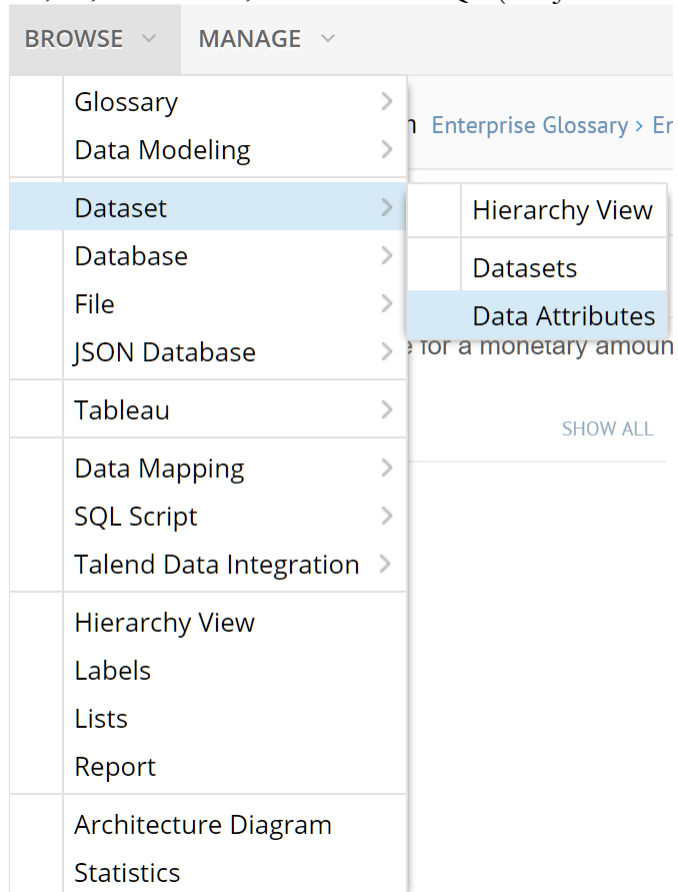 BROWSE MANAGE
Glossary
Data Modeling
Enterprise Glossary › Er
Dataset
Database
File
JSON Database
Tableau
Data Mapping
SQL Script
Talend Data Integration
Hierarchy View
Labels
Lists
Report
Architecture Diagram
Statistics
Hierarchy View
Datasets
Data Attributes
for a monetary amoun
SHOW ALL